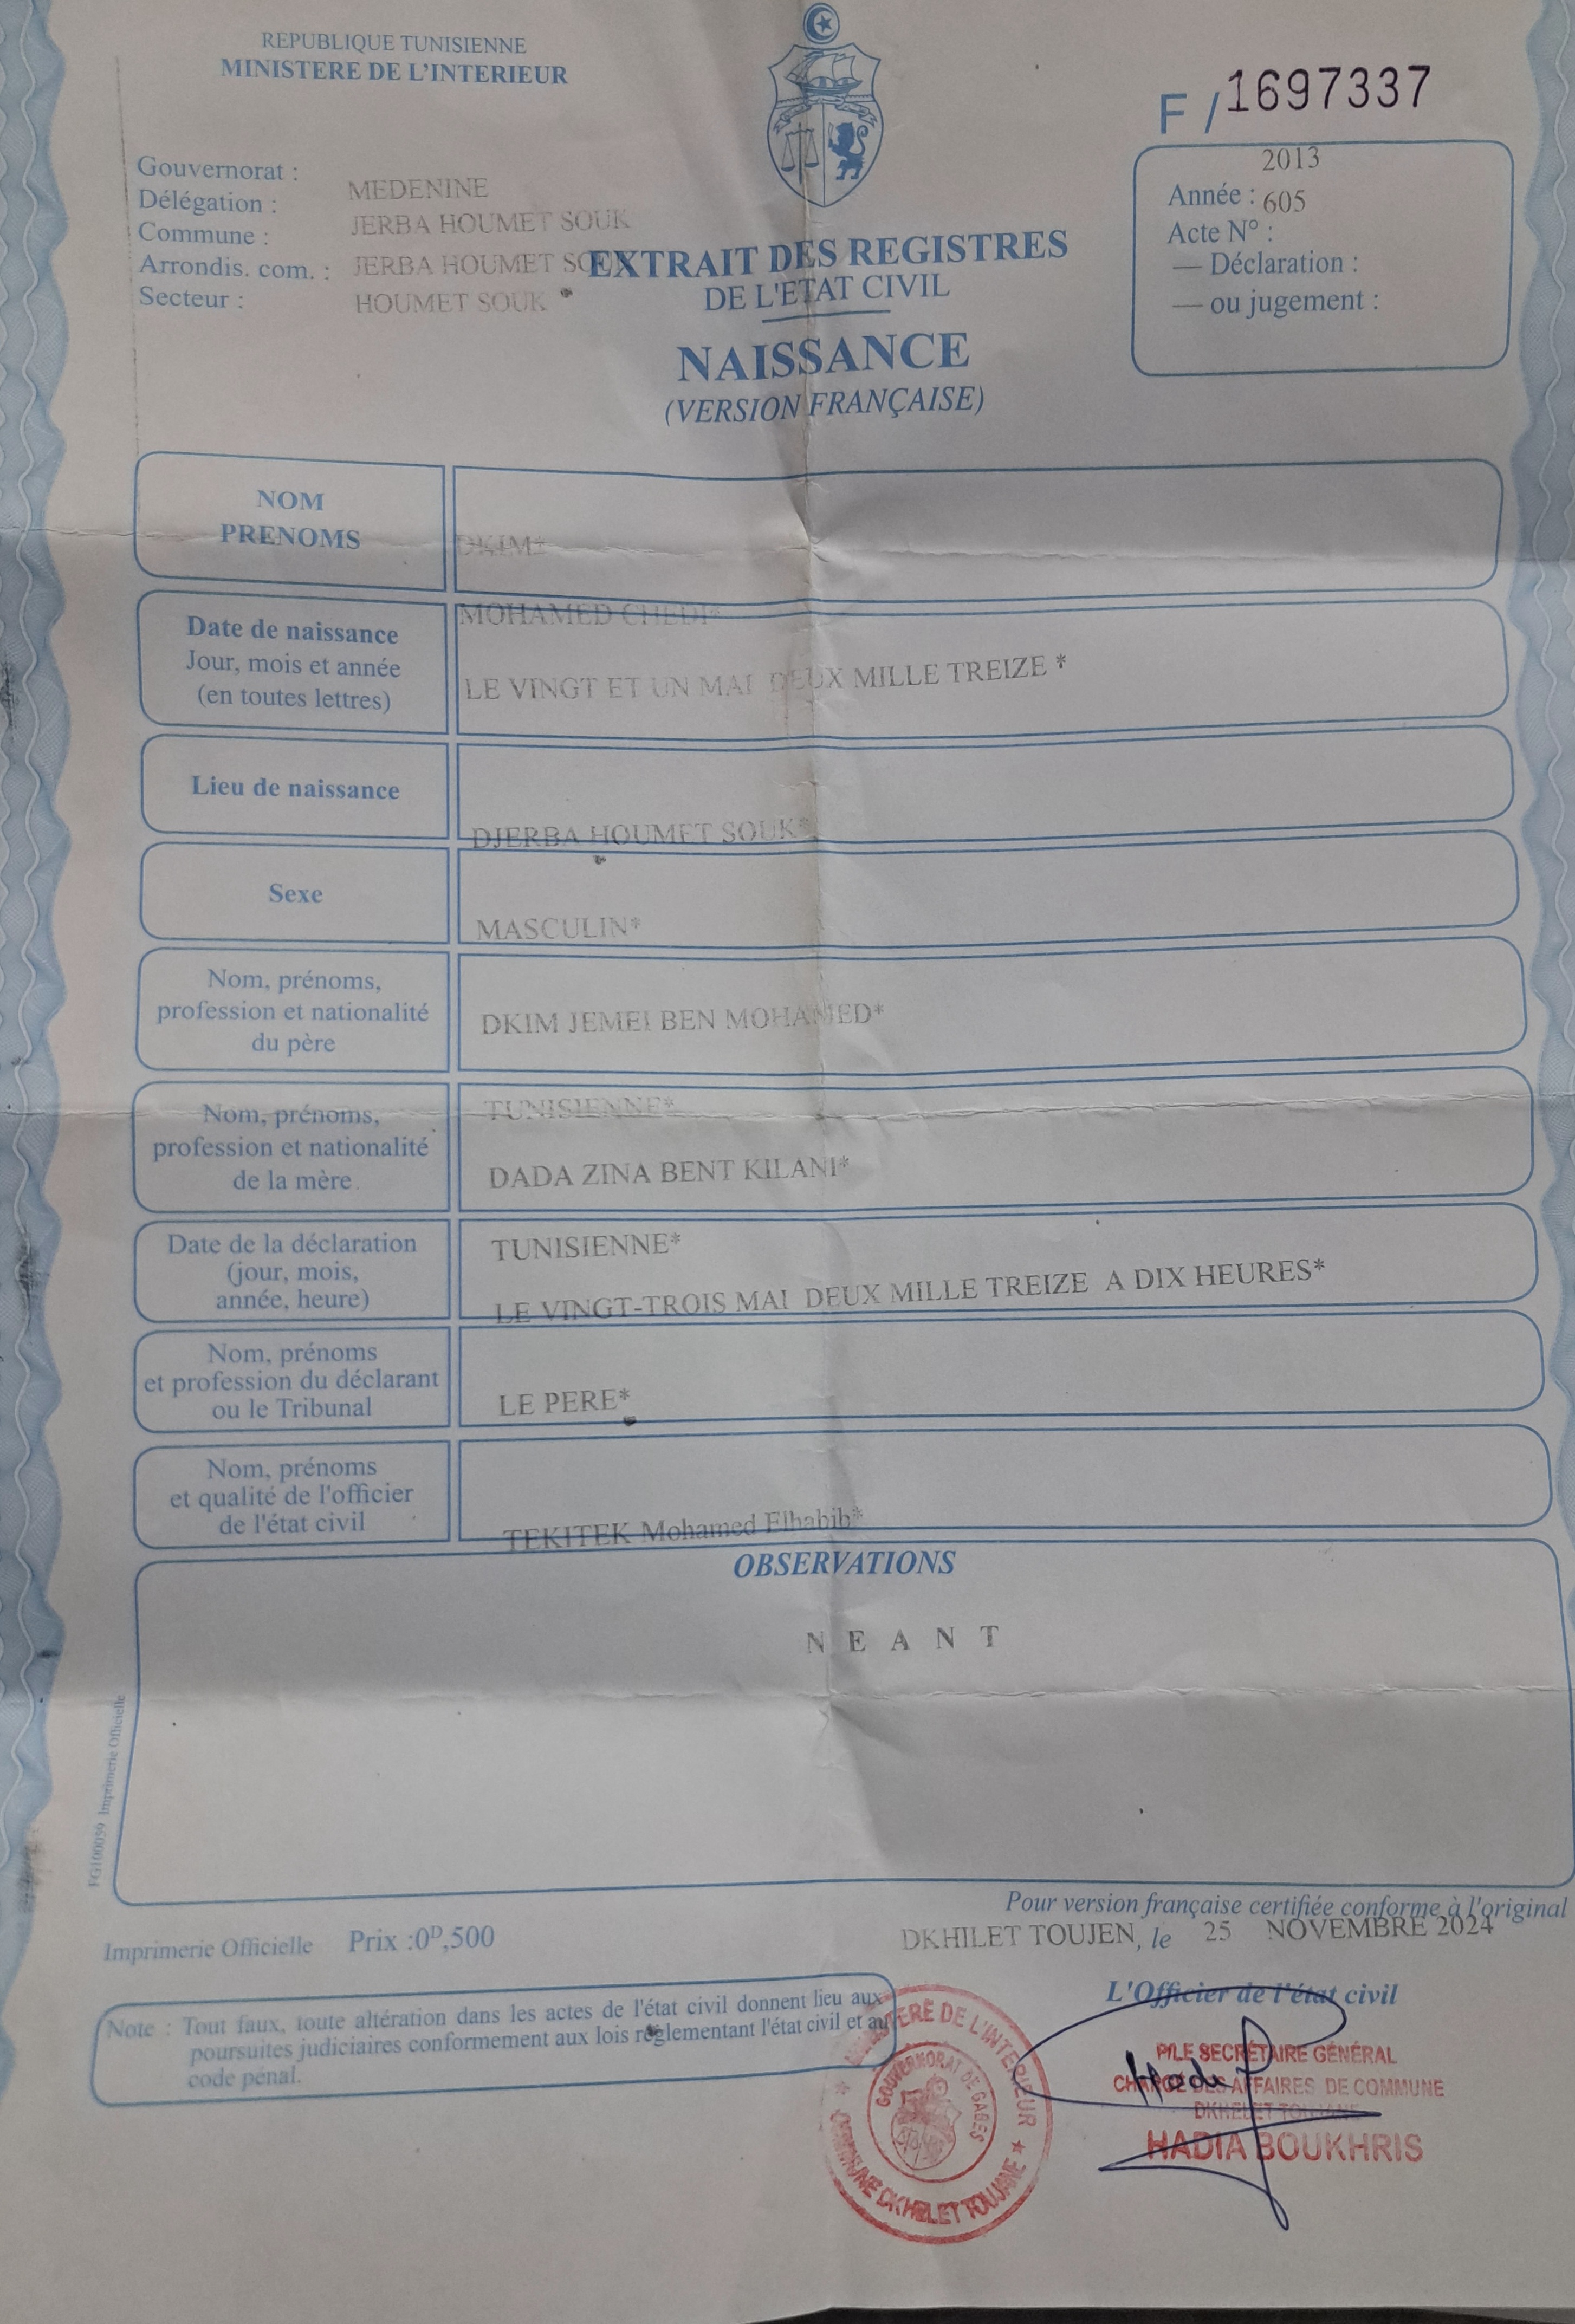 REPUBLIQUE TUNISIENNE
MINISTERE DE L'INTERIEUR
F / 1697337
Gouvernorat : MEDENINE
Délégation : JERBA HOUMET SOUK
Commune :
Arrondis. com. : JERBA HOUMET SOUK
Secteur : HOUMET SOUK
2013
Année : 605
Acte N° :
— Déclaration :
— ou jugement :
EXTRAIT DES REGISTRES
DE L'ETAT CIVIL
NAISSANCE
(VERSION FRANÇAISE)
NOM
PRENOMS
DKIM*
MOHAMED CHEDI*
Date de naissance
Jour, mois et année
(en toutes lettres)
LE VINGT ET UN MAI DEUX MILLE TREIZE *
Lieu de naissance
DJERBA HOUMET SOUK*
Sexe
MASCULIN*
Nom, prénoms,
profession et nationalité
du père
DKIM JEMEI BEN MOHAMED*
TUNISIENNE*
Nom, prénoms,
profession et nationalité
de la mère
DADA ZINA BENT KILANI*
TUNISIENNE*
Date de la déclaration
(jour, mois,
année, heure)
LE VINGT-TROIS MAI DEUX MILLE TREIZE A DIX HEURES*
Nom, prénoms
et profession du déclarant
ou le Tribunal
LE PERE*
Nom, prénoms
et qualité de l'officier
de l'état civil
TEKITEK Mohamed Elhabib*
OBSERVATIONS
N E A N T
FG100059 Imprimerie Officielle
Pour version française certifiée conforme à l'original
Imprimerie Officielle Prix :0D,500
DKHILET TOUJEN, le 25 NOVEMBRE 2024
L'Officier de l'état civil
Note : Tout faux, toute altération dans les actes de l'état civil donnent lieu aux
poursuites judiciaires conformement aux lois réglementant l'état civil et au
code pénal.
MINISTERE DE L'INTERIEUR
GOUVERNORAT DE GABES
COMMUNE DKHELET TOUJANE
P/LE SECRÉTAIRE GÉNÉRAL
CHARGÉ DES AFFAIRES DE COMMUNE
DKHELET TOUJANE
HADIA BOUKHRIS